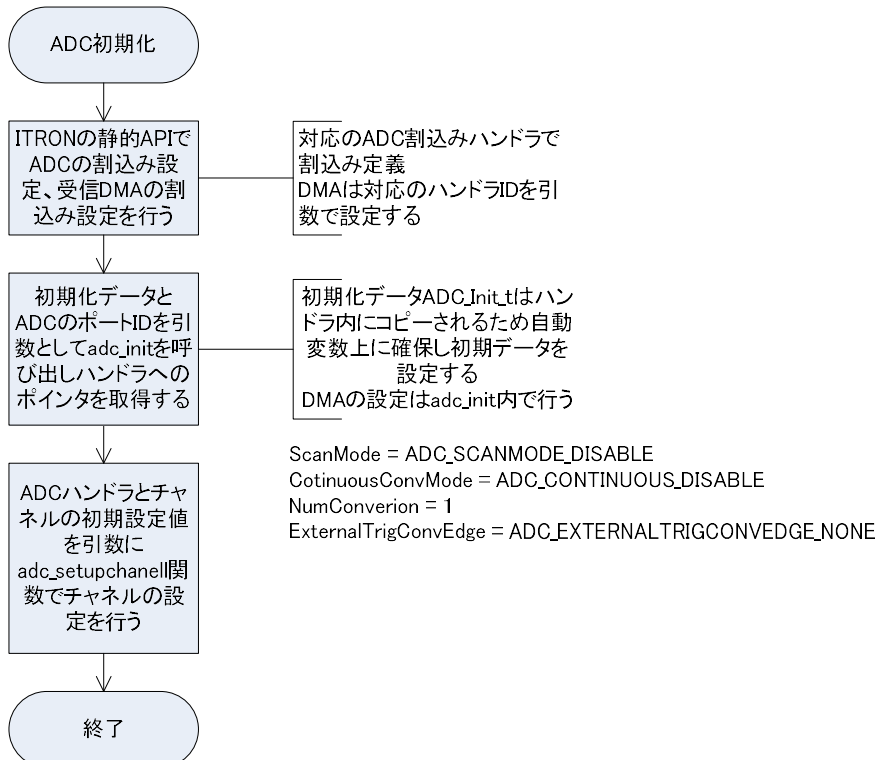 ADC初期化
ITRONの静的APIで
ADCの割込み設
定、受信DMAの割
込み設定を行う
対応のADC割込みハンドラで
割込み定義
DMAは対応のハンドラIDを引
数で設定する
初期化データと
ADCのポートIDを引
数としてadc_initを呼
び出しハンドラへの
ポインタを取得する
初期化データADC_Init_tはハン
ドラ内にコピーされるため自動
変数上に確保し初期データを
設定する
DMAの設定はadc_init内で行う
ScanMode = ADC_SCANMODE_DISABLE
CotinuousConvMode = ADC_CONTINUOUS_DISABLE
NumConverion = 1
ExternalTrigConvEdge = ADC_EXTERNALTRIGCONVEDGE_NONE
ADCハンドラとチャ
ネルの初期設定値
を引数に
adc_setupchanell関
数でチャネルの設
定を行う
終了